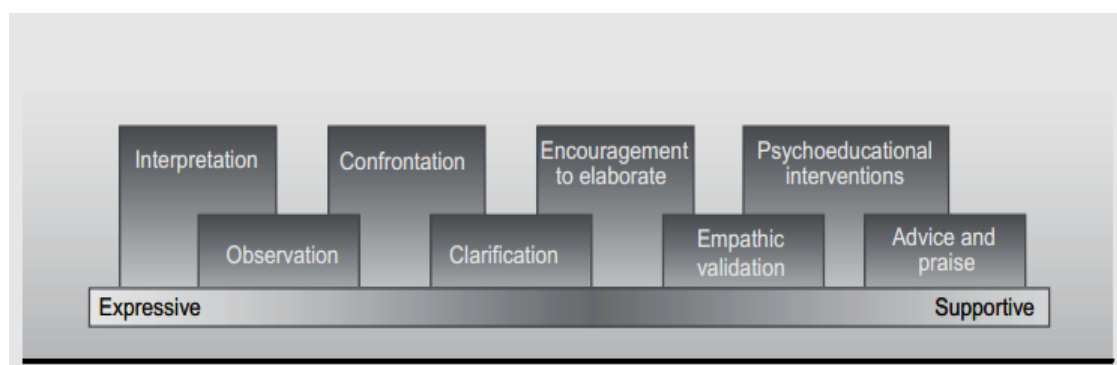 Interpretation
Confrontation
Encouragement
to elaborate
Psychoeducational
interventions
Observation
Clarification
Empathic
validation
Advice and
praise
Expressive
Supportive